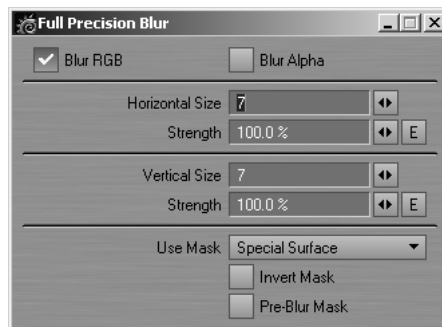 Full Precision Blur
Blur RGB Blur Alpha
Horizontal Size 7
Strength 100.0 % E
Vertical Size 7
Strength 100.0 % E
Use Mask Special Surface
Invert Mask
Pre-Blur Mask